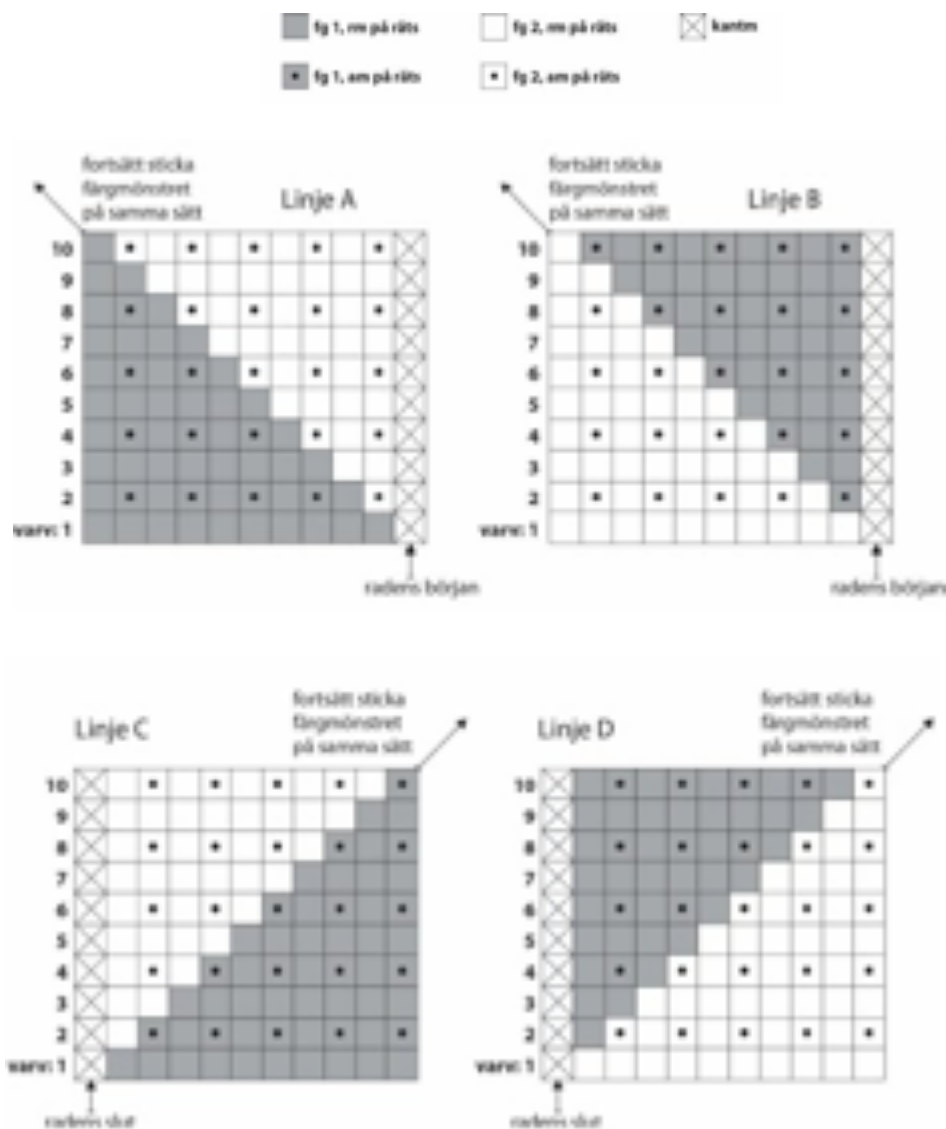 fg 1, rm på räts
fg 2, rm på räts
kantm
fg 1, am på räts
fg 2, am på räts
fortsätt sticka
färgmönstret
på samma sätt
Linje A
10
9
8
7
6
5
4
3
2
varv: 1
radens början
fortsätt sticka
färgmönstret
på samma sätt
Linje B
10
9
8
7
6
5
4
3
2
varv: 1
radens början
Linje C
fortsätt sticka
färgmönstret
på samma sätt
10
9
8
7
6
5
4
3
2
varv: 1
radens slut
Linje D
fortsätt sticka
färgmönstret
på samma sätt
10
9
8
7
6
5
4
3
2
varv: 1
radens slut